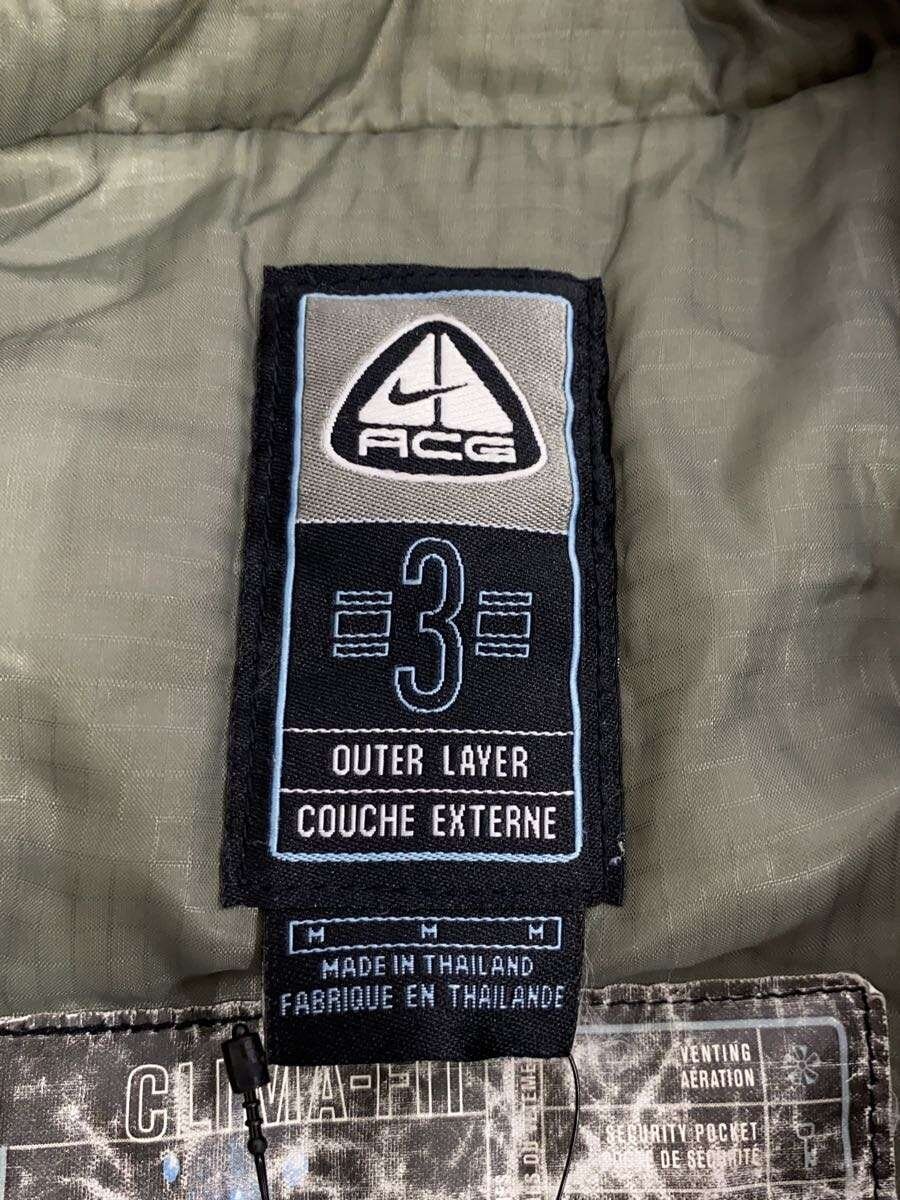 ACG
3
OUTER LAYER
COUCHE EXTERNE
M M M
MADE IN THAILAND
FABRIQUE EN THAILANDE
CLIMA-FIT
VENTING
AÉRATION
SECURITY POCKET
DE SÉCURITÉ